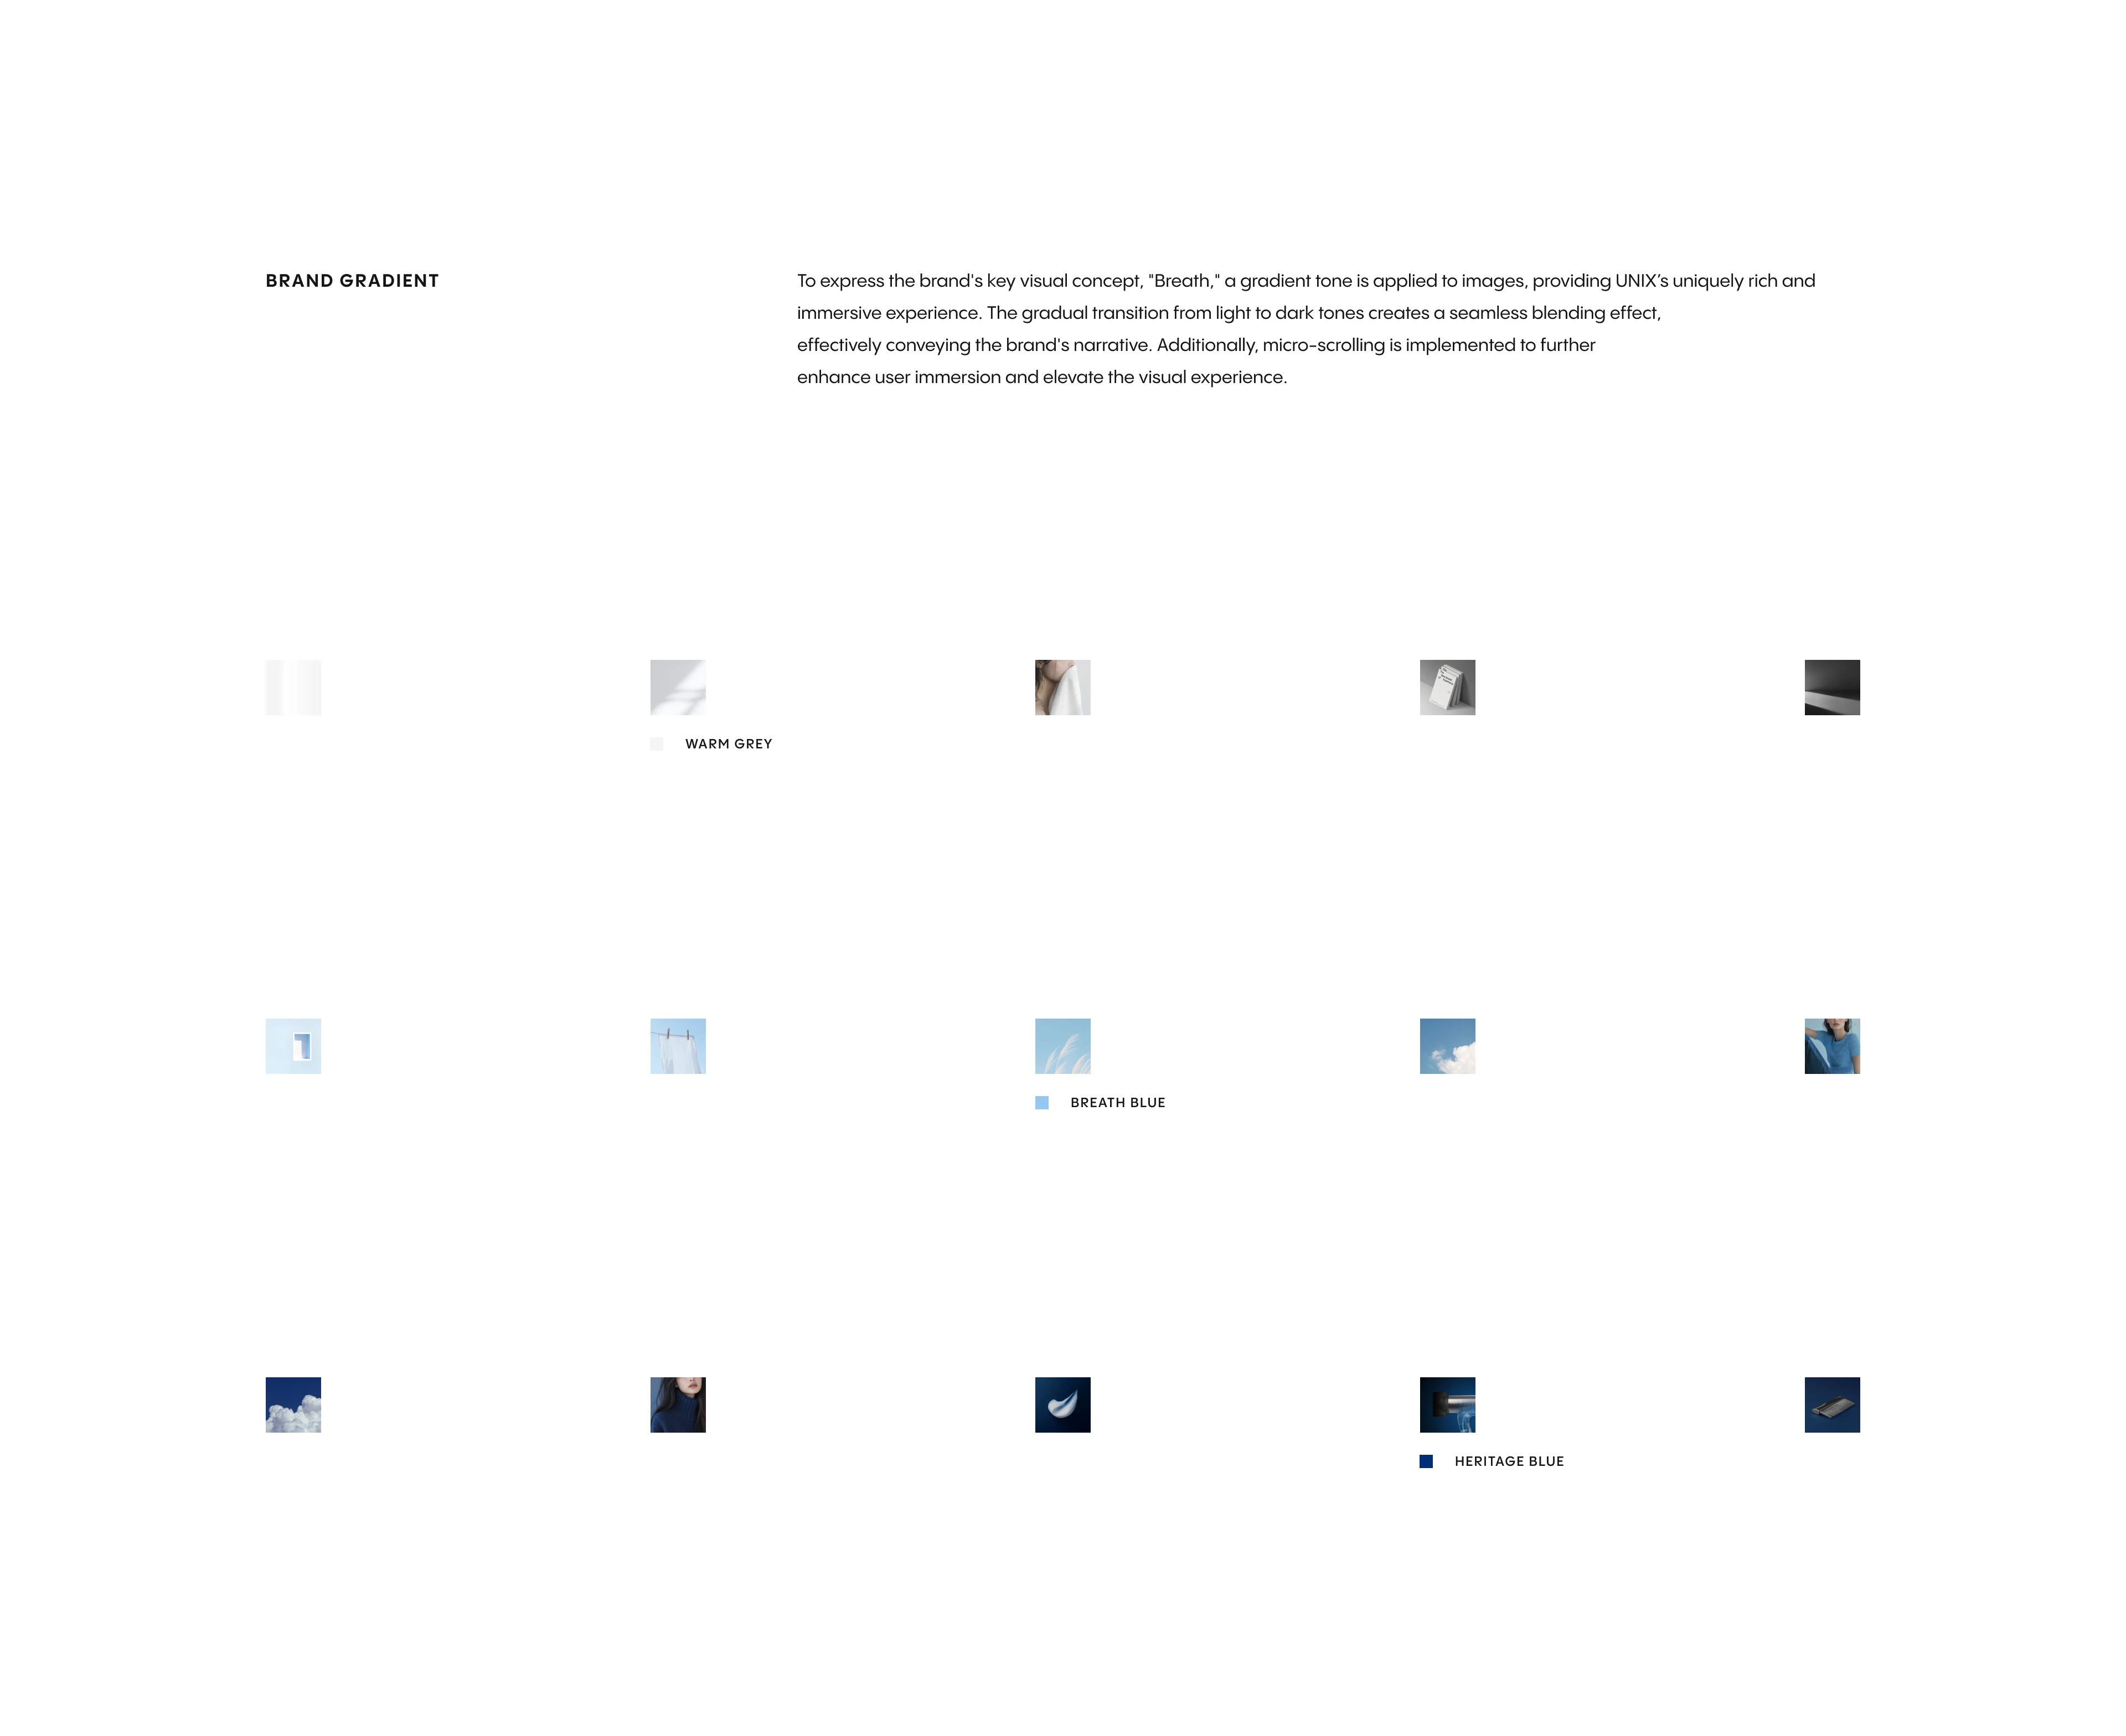 BRAND GRADIENT
To express the brand's key visual concept, "Breath," a gradient tone is applied to images, providing UNIX’s uniquely rich and
immersive experience. The gradual transition from light to dark tones creates a seamless blending effect,
effectively conveying the brand's narrative. Additionally, micro-scrolling is implemented to further
enhance user immersion and elevate the visual experience.
WARM GREY
BREATH BLUE
HERITAGE BLUE